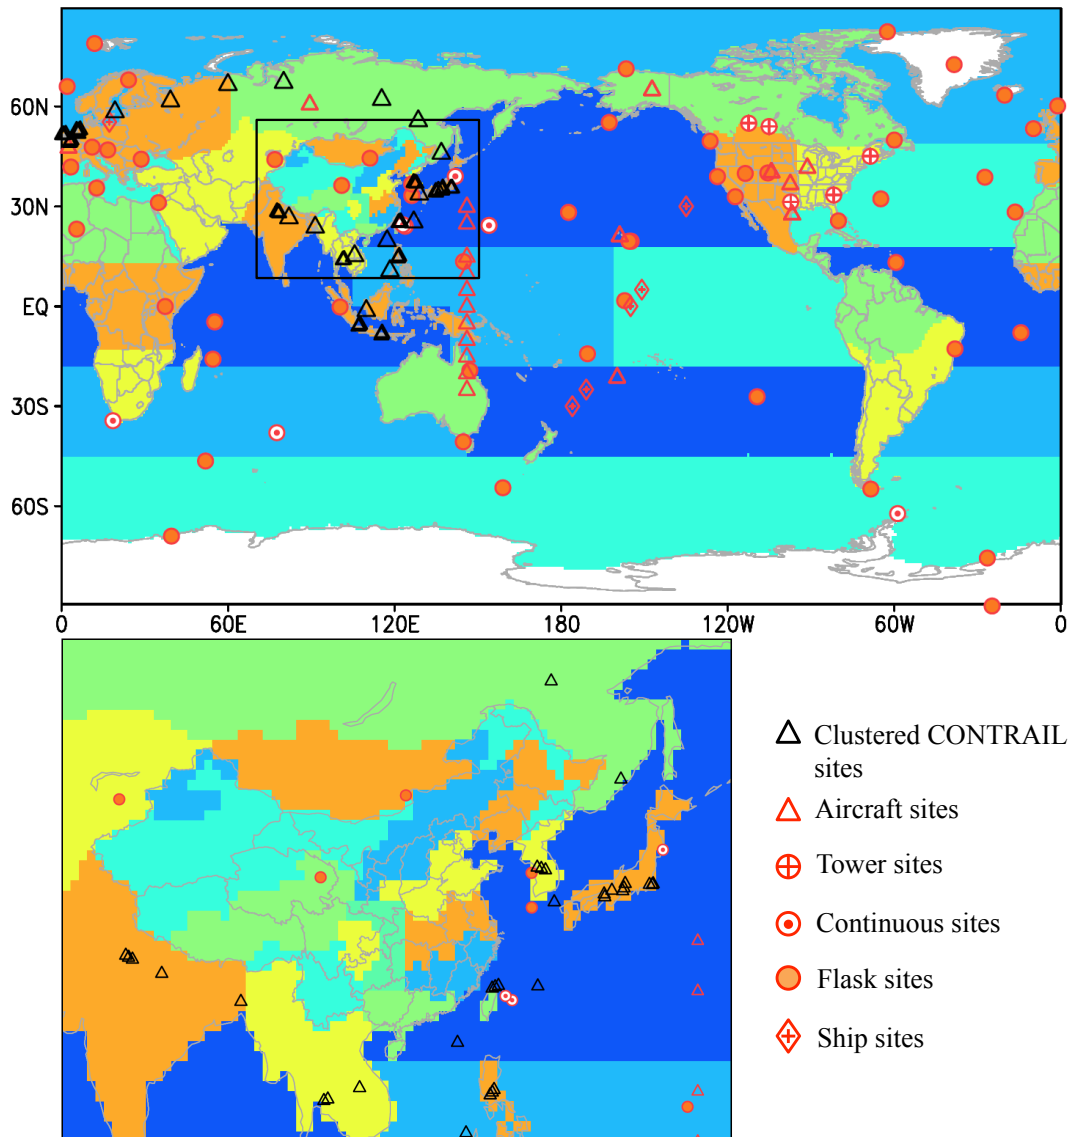 60N
30N
EQ
30S
60S
0 60E 120E 180 120W 60W 0
Clustered CONTRAIL
sites
Aircraft sites
Tower sites
Continuous sites
Flask sites
Ship sites